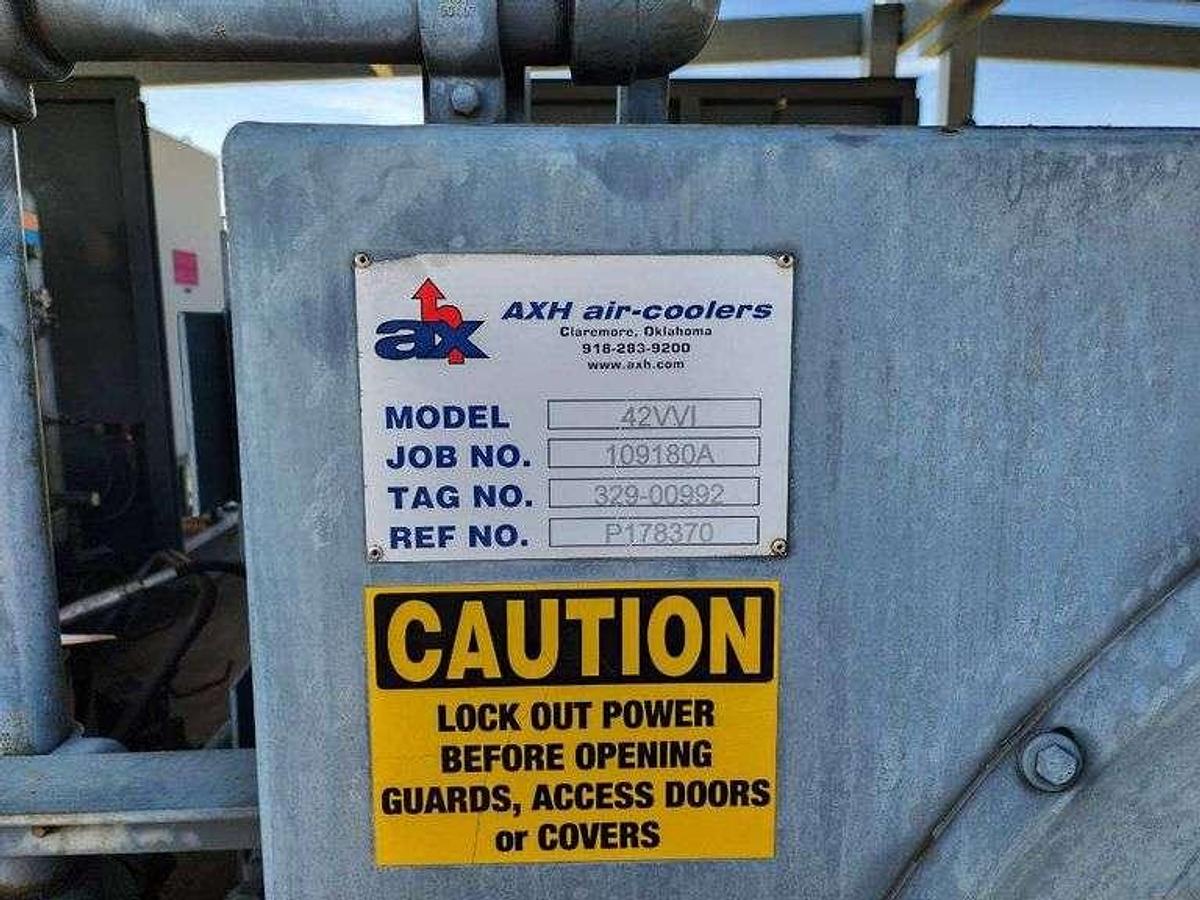 ax
AXH air-coolers
Claremore, Oklahoma
918-283-9200
www.axh.com
MODEL 42VVI
JOB NO. 109180A
TAG NO. 329-00992
REF NO. P178370
CAUTION
LOCK OUT POWER
BEFORE OPENING
GUARDS, ACCESS DOORS
or COVERS